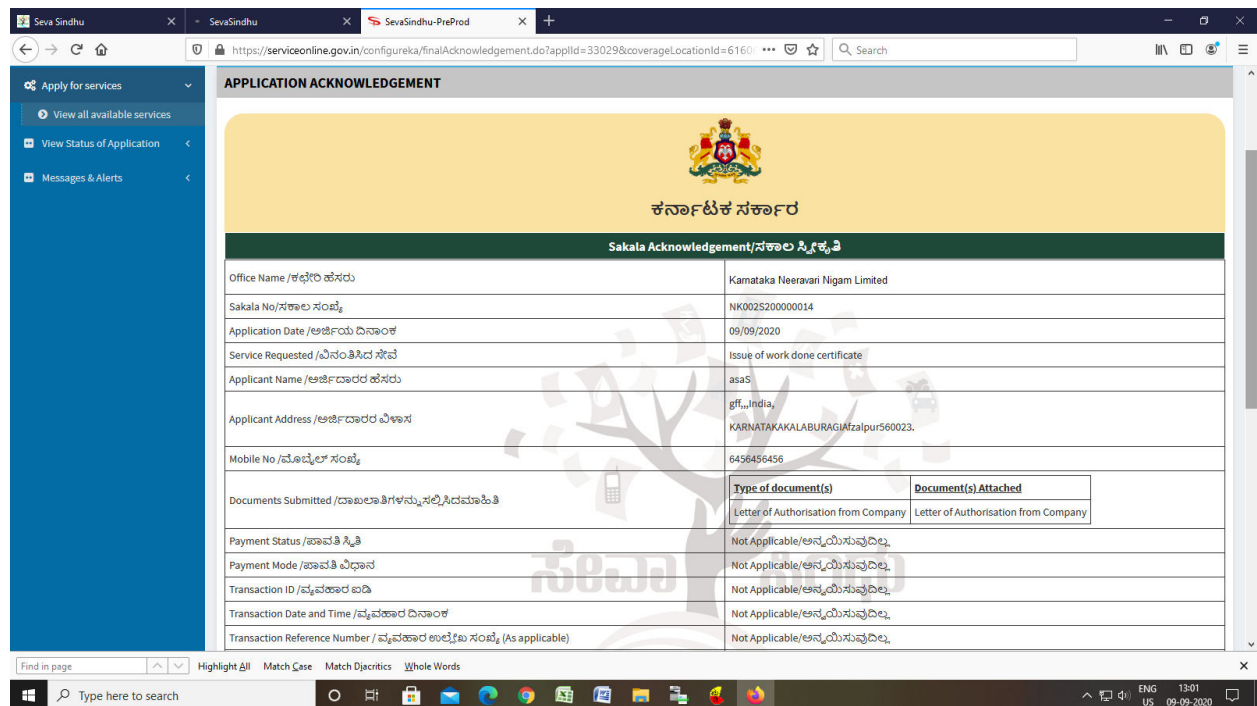 Seva Sindhu
SevaSindhu
SevaSindhu-PreProd
https://serviceonline.gov.in/configureka/finalAcknowledgement.do?applId=33029&coverageLocationId=6160
Search
Apply for services
View all available services
View Status of Application
Messages & Alerts
APPLICATION ACKNOWLEDGEMENT
ಕರ್ನಾಟಕ ಸರ್ಕಾರ
Sakala Acknowledgement/ಸಕಾಲ ಸ್ವೀಕೃತಿ
Office Name /ಕಛೇರಿ ಹೆಸರು
Karnataka Neeravari Nigam Limited
Sakala No/ಸಕಾಲ ಸಂಖ್ಯೆ
NK002S200000014
Application Date /ಅರ್ಜಿಯ ದಿನಾಂಕ
09/09/2020
Service Requested /ವಿನಂತಿಸಿದ ಸೇವೆ
Issue of work done certificate
Applicant Name /ಅರ್ಜಿದಾರರ ಹೆಸರು
asaS
Applicant Address /ಅರ್ಜಿದಾರರ ವಿಳಾಸ
gff,,,India,
KARNATAKAKALABURAGIAfzalpur560023.
Mobile No /ಮೊಬೈಲ್ ಸಂಖ್ಯೆ
6456456456
Documents Submitted /ದಾಖಲಾತಿಗಳನ್ನು ಸಲ್ಲಿಸಿದಮಾಹಿತಿ
Type of document(s) Document(s) Attached
Letter of Authorisation from Company Letter of Authorisation from Company
Payment Status /ಪಾವತಿ ಸ್ಥಿತಿ
Not Applicable/ಅನ್ವಯಿಸುವುದಿಲ್ಲ
Payment Mode /ಪಾವತಿ ವಿಧಾನ
Not Applicable/ಅನ್ವಯಿಸುವುದಿಲ್ಲ
Transaction ID /ವ್ಯವಹಾರ ಐಡಿ
Not Applicable/ಅನ್ವಯಿಸುವುದಿಲ್ಲ
Transaction Date and Time /ವ್ಯವಹಾರ ದಿನಾಂಕ
Not Applicable/ಅನ್ವಯಿಸುವುದಿಲ್ಲ
Transaction Reference Number / ವ್ಯವಹಾರ ಉಲ್ಲೇಖ ಸಂಖ್ಯೆ (As applicable)
Not Applicable/ಅನ್ವಯಿಸುವುದಿಲ್ಲ
ಸೇವಾ ಸಿಂಧು
Find in page
Highlight All Match Case Match Diacritics Whole Words
Type here to search
ENG
US
13:01
09-09-2020